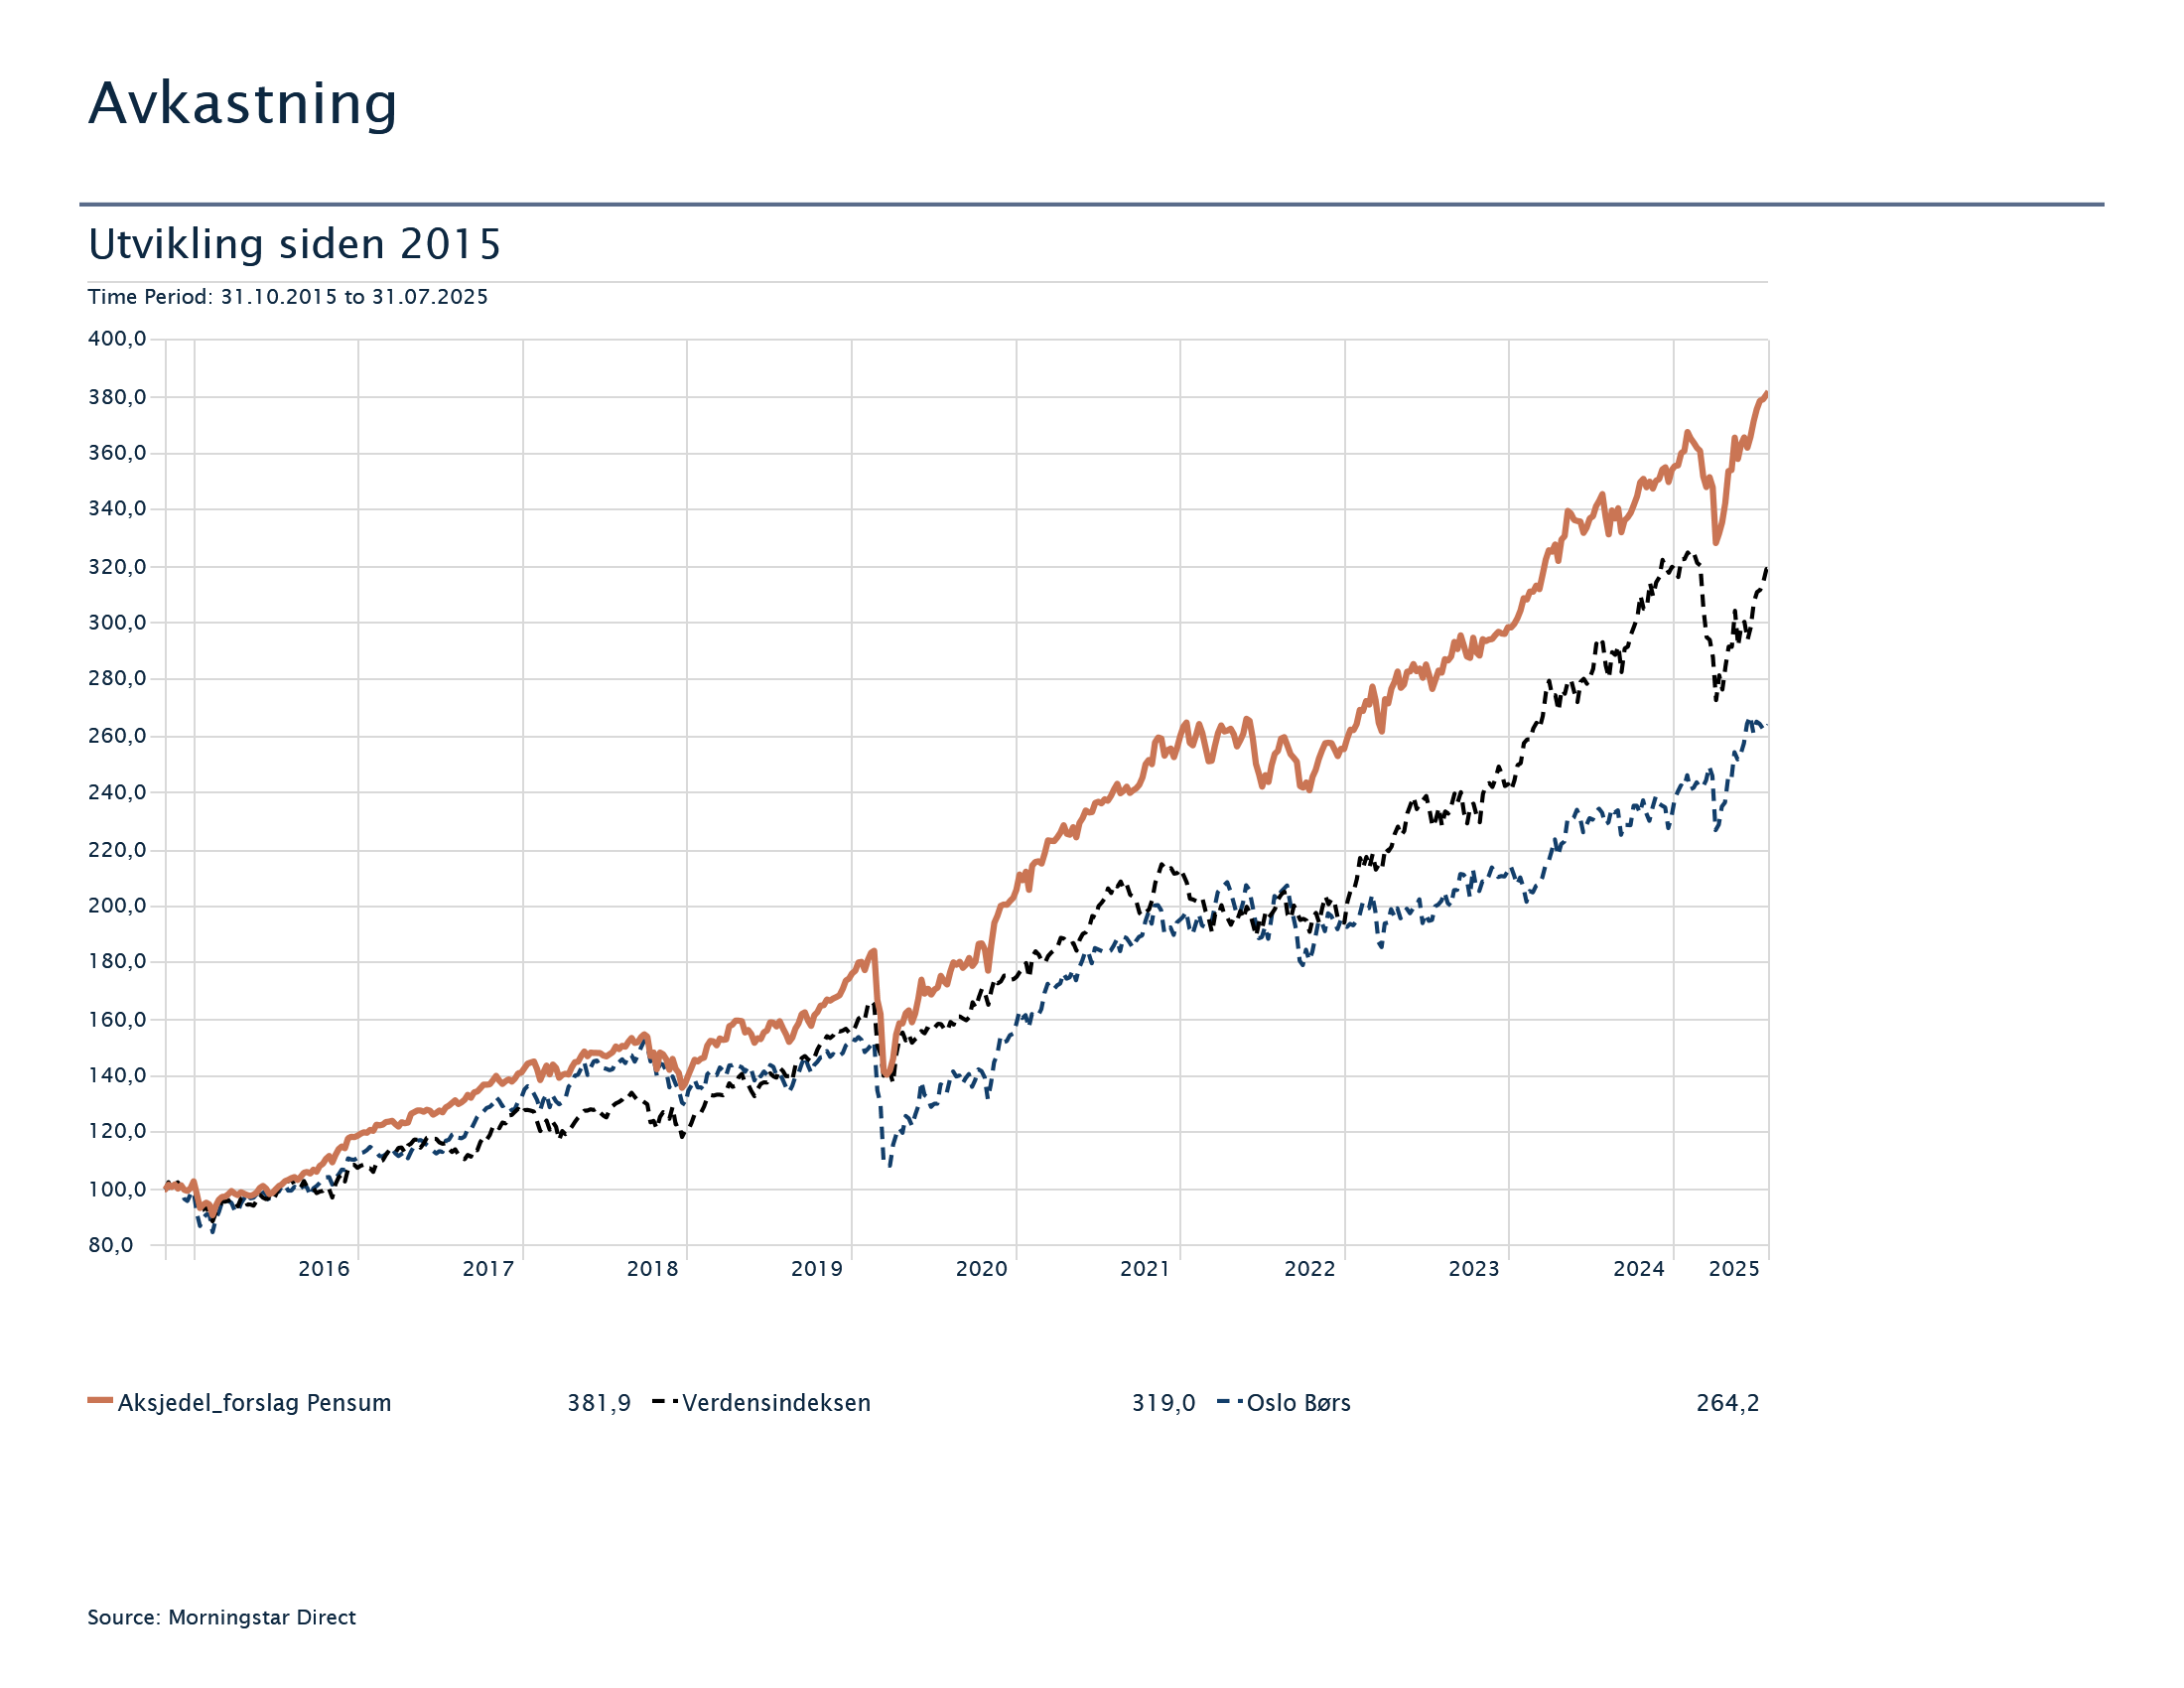 Avkastning
Utvikling siden 2015
Time Period: 31.10.2015 to 31.07.2025
400,0
380,0
360,0
340,0
320,0
300,0
280,0
260,0
240,0
220,0
200,0
180,0
160,0
140,0
120,0
100,0
80,0
2016 2017 2018 2019 2020 2021 2022 2023 2024 2025
Aksjedel_forslag Pensum 381,9 Verdensindeksen 319,0 Oslo Børs 264,2
Source: Morningstar Direct